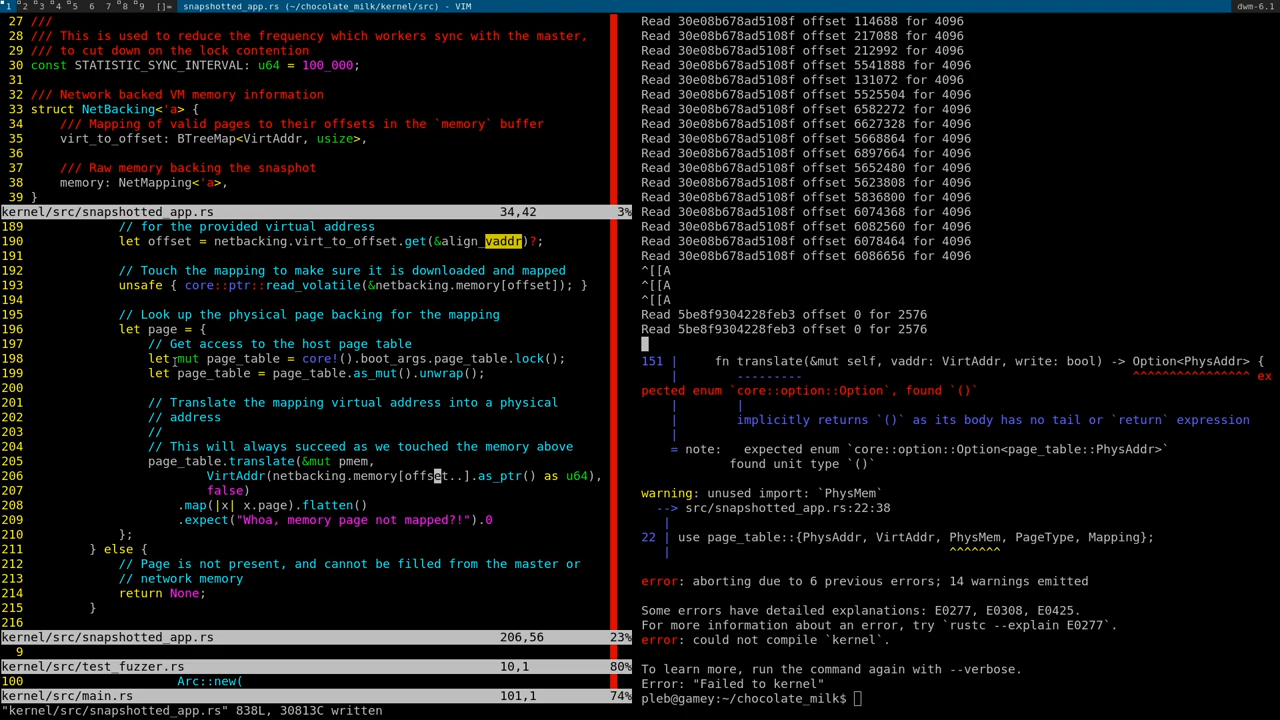 1 2 3 4 5 6 7 8 9 []= snapshotted_app.rs (~/chocolate_milk/kernel/src) - VIM dwm-6.1
27 ///
28 /// This is used to reduce the frequency which workers sync with the master,
29 /// to cut down on the lock contention
30 const STATISTIC_SYNC_INTERVAL: u64 = 100_000;
31
32 /// Network backed VM memory information
33 struct NetBacking<'a> {
34     /// Mapping of valid pages to their offsets in the `memory` buffer
35     virt_to_offset: BTreeMap<VirtAddr, usize>,
36
37     /// Raw memory backing the snasphot
38     memory: NetMapping<'a>,
39 }
kernel/src/snapshotted_app.rs 34,42 3%
189             // for the provided virtual address
190             let offset = netbacking.virt_to_offset.get(&align_vaddr)?;
191
192             // Touch the mapping to make sure it is downloaded and mapped
193             unsafe { core::ptr::read_volatile(&netbacking.memory[offset]); }
194
195             // Look up the physical page backing for the mapping
196             let page = {
197                 // Get access to the host page table
198                 let mut page_table = core!().boot_args.page_table.lock();
199                 let page_table = page_table.as_mut().unwrap();
200
201                 // Translate the mapping virtual address into a physical
202                 // address
203                 //
204                 // This will always succeed as we touched the memory above
205                 page_table.translate(&mut pmem,
206                         VirtAddr(netbacking.memory[offset..].as_ptr() as u64),
207                         false)
208                     .map(|x| x.page).flatten()
209                     .expect("Whoa, memory page not mapped?!").0
210             };
211         } else {
212             // Page is not present, and cannot be filled from the master or
213             // network memory
214             return None;
215         }
216
kernel/src/snapshotted_app.rs 206,56 23%
9
kernel/src/test_fuzzer.rs 10,1 80%
100                     Arc::new(
kernel/src/main.rs 101,1 74%
"kernel/src/snapshotted_app.rs" 838L, 30813C written
Read 30e08b678ad5108f offset 114688 for 4096
Read 30e08b678ad5108f offset 217088 for 4096
Read 30e08b678ad5108f offset 212992 for 4096
Read 30e08b678ad5108f offset 5541888 for 4096
Read 30e08b678ad5108f offset 131072 for 4096
Read 30e08b678ad5108f offset 5525504 for 4096
Read 30e08b678ad5108f offset 6582272 for 4096
Read 30e08b678ad5108f offset 6627328 for 4096
Read 30e08b678ad5108f offset 5668864 for 4096
Read 30e08b678ad5108f offset 6897664 for 4096
Read 30e08b678ad5108f offset 5652480 for 4096
Read 30e08b678ad5108f offset 5623808 for 4096
Read 30e08b678ad5108f offset 5836800 for 4096
Read 30e08b678ad5108f offset 6074368 for 4096
Read 30e08b678ad5108f offset 6082560 for 4096
Read 30e08b678ad5108f offset 6078464 for 4096
Read 30e08b678ad5108f offset 6086656 for 4096
^[[A
^[[A
^[[A
Read 5be8f9304228feb3 offset 0 for 2576
Read 5be8f9304228feb3 offset 0 for 2576
151 |     fn translate(&mut self, vaddr: VirtAddr, write: bool) -> Option<PhysAddr> {
    |        ---------                                             ^^^^^^^^^^^^^^^^ ex
pected enum `core::option::Option`, found `()`
    |        |
    |        implicitly returns `()` as its body has no tail or `return` expression
    |
    = note:   expected enum `core::option::Option<page_table::PhysAddr>`
            found unit type `()`
warning: unused import: `PhysMem`
  --> src/snapshotted_app.rs:22:38
   |
22 | use page_table::{PhysAddr, VirtAddr, PhysMem, PageType, Mapping};
   |                                      ^^^^^^^
error: aborting due to 6 previous errors; 14 warnings emitted
Some errors have detailed explanations: E0277, E0308, E0425.
For more information about an error, try `rustc --explain E0277`.
error: could not compile `kernel`.
To learn more, run the command again with --verbose.
Error: "Failed to kernel"
pleb@gamey:~/chocolate_milk$